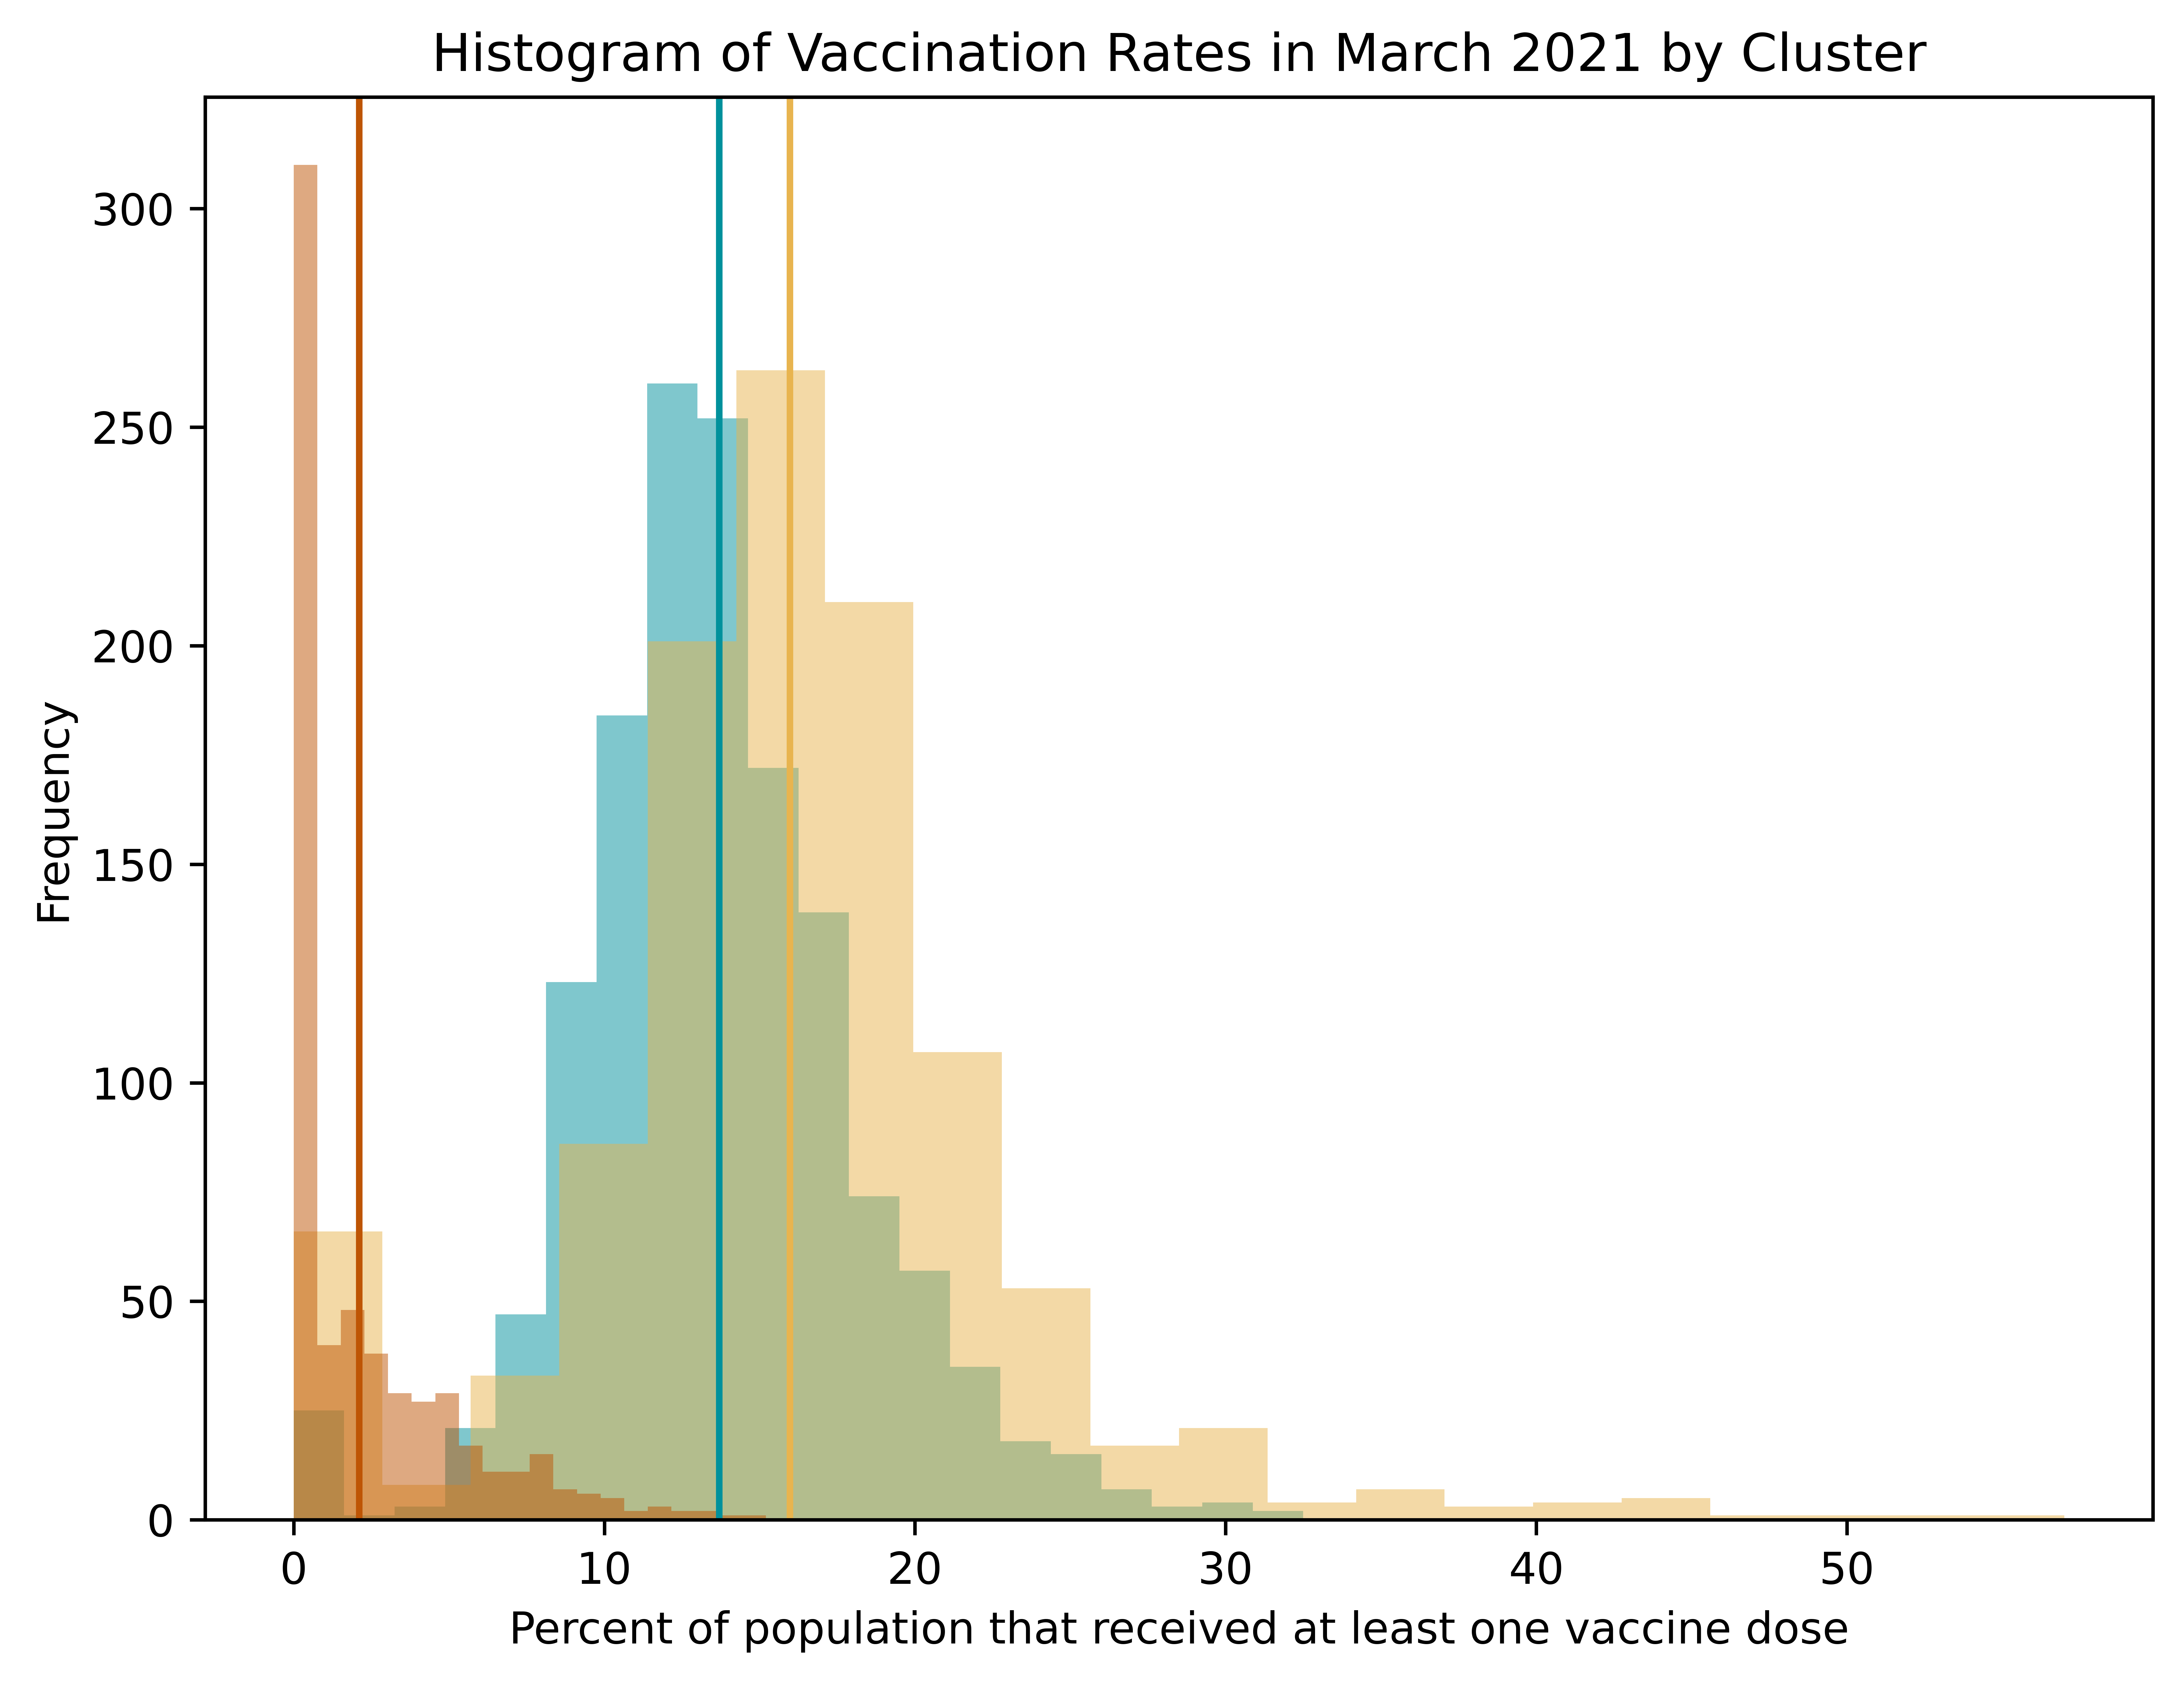 Histogram of Vaccination Rates in March 2021 by Cluster
Frequency
300
250
200
150
100
50
0
0 10 20 30 40 50
Percent of population that received at least one vaccine dose